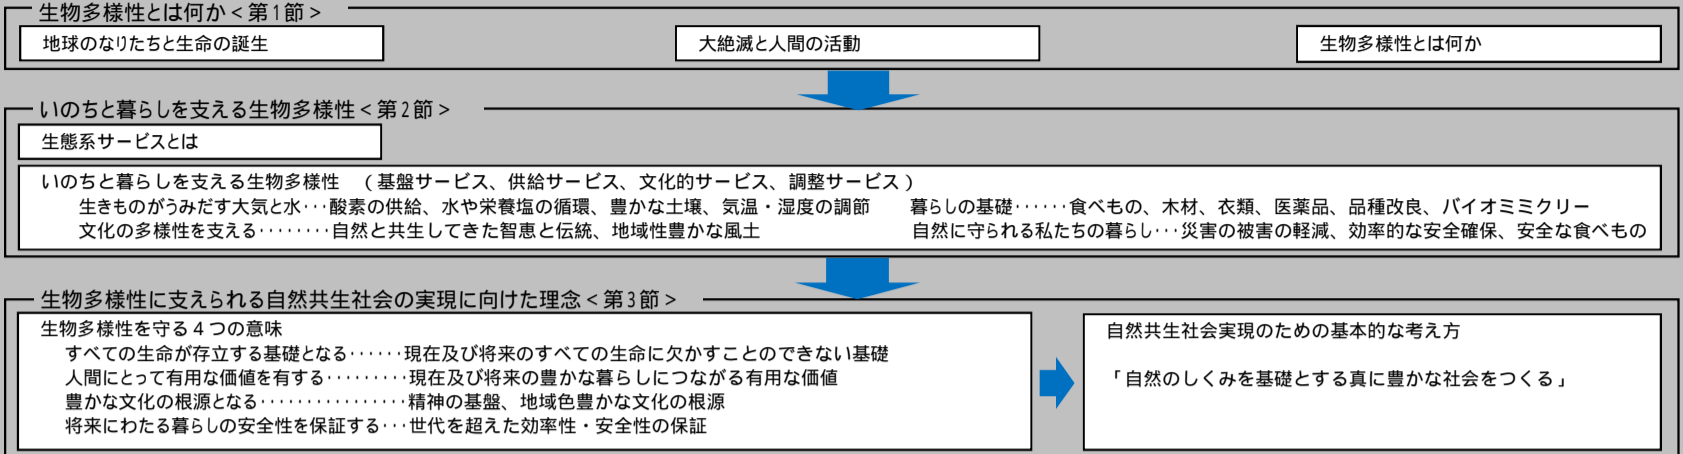 生物多様性とは何か<第1節>
地球のなりたちと生命の誕生
大絶滅と人間の活動
生物多様性とは何か
いのちと暮らしを支える生物多様性<第2節>
生態系サービスとは
いのちと暮らしを支える生物多様性 (基盤サービス、供給サービス、文化的サービス、調整サービス)
生きものがうみだす大気と水･･･酸素の供給、水や栄養塩の循環、豊かな土壌、気温・湿度の調節
暮らしの基礎･･････食べもの、木材、衣類、医薬品、品種改良、バイオミミクリー
文化の多様性を支える････････自然と共生してきた智恵と伝統、地域性豊かな風土
自然に守られる私たちの暮らし･･･災害の被害の軽減、効率的な安全確保、安全な食べもの
生物多様性に支えられる自然共生社会の実現に向けた理念<第3節>
生物多様性を守る4つの意味
すべての生命が存立する基礎となる･･････現在及び将来のすべての生命に欠かすことのできない基礎
人間にとって有用な価値を有する･････････現在及び将来の豊かな暮らしにつながる有用な価値
豊かな文化の根源となる････････････････精神の基盤、地域色豊かな文化の根源
将来にわたる暮らしの安全性を保証する･･･世代を超えた効率性・安全性の保証
自然共生社会実現のための基本的な考え方
「自然のしくみを基礎とする真に豊かな社会をつくる」